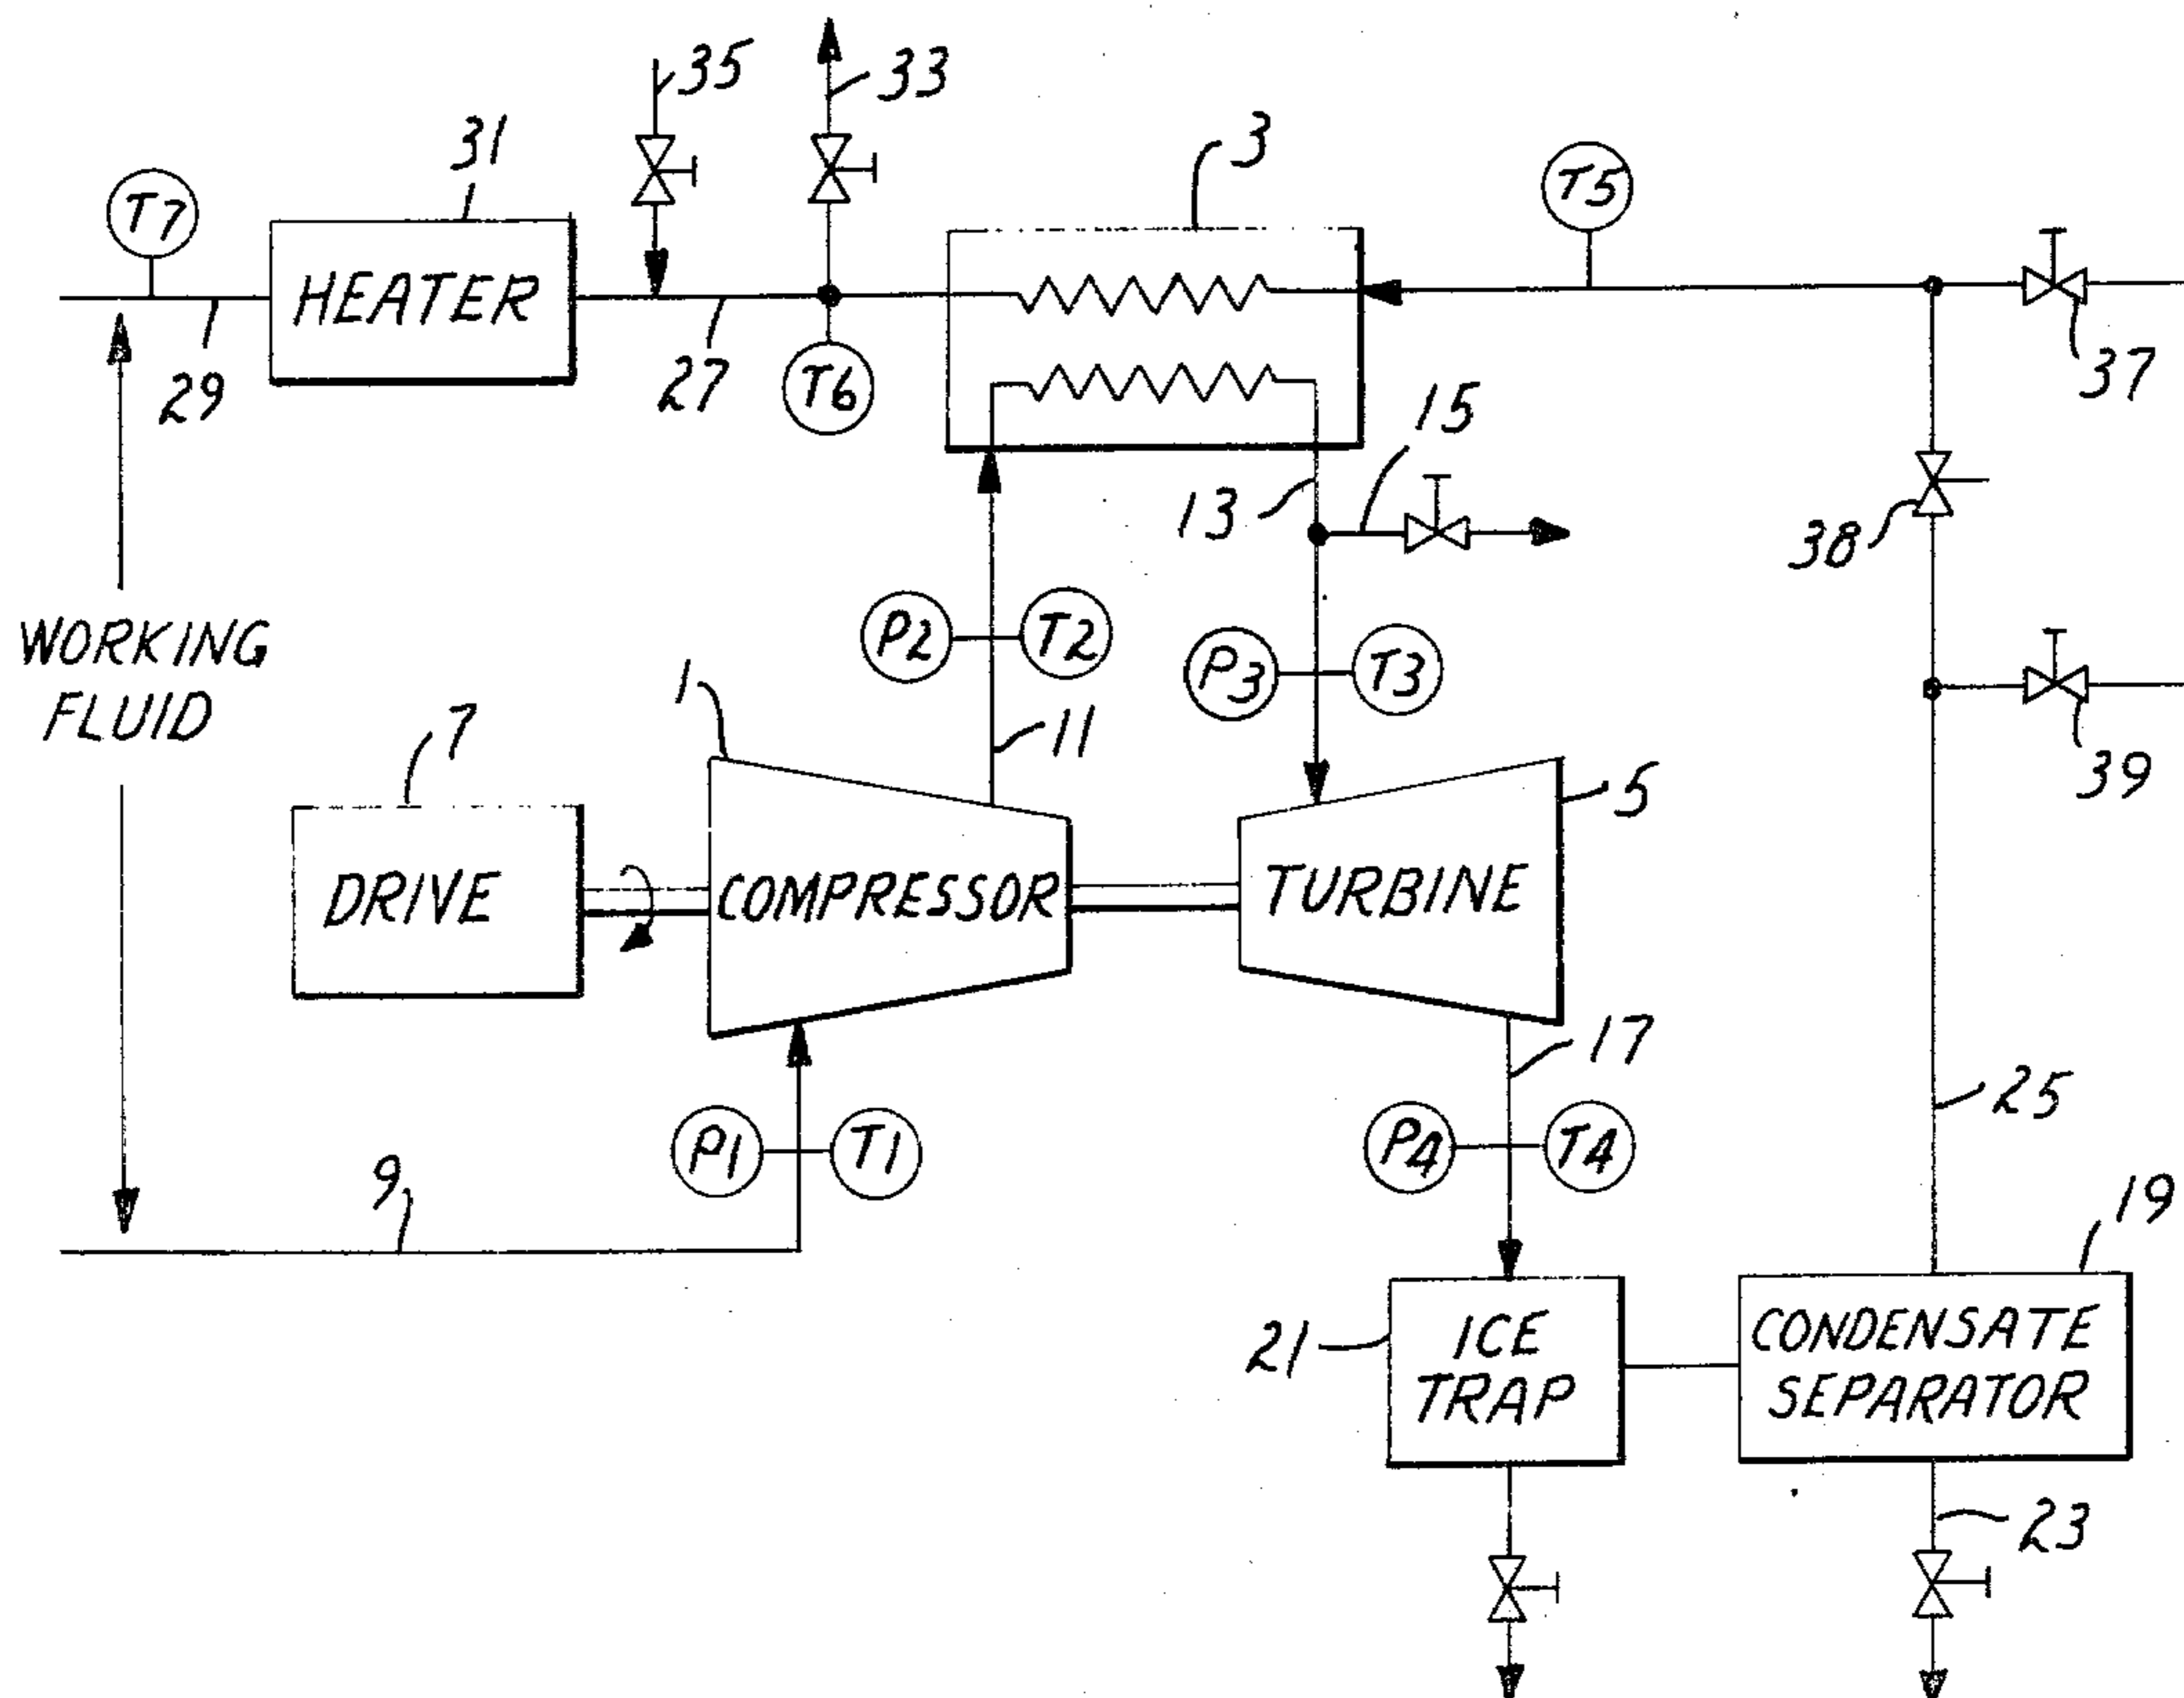 35
33
31
3
T7
T5
HEATER
29
27
T6
37
15
13
38
WORKING
FLUID
P2
T2
P3
T3
1
11
7
5
39
DRIVE
COMPRESSOR
TURBINE
17
25
P1
T1
P4
T4
9
19
21
ICE
TRAP
CONDENSATE
SEPARATOR
23